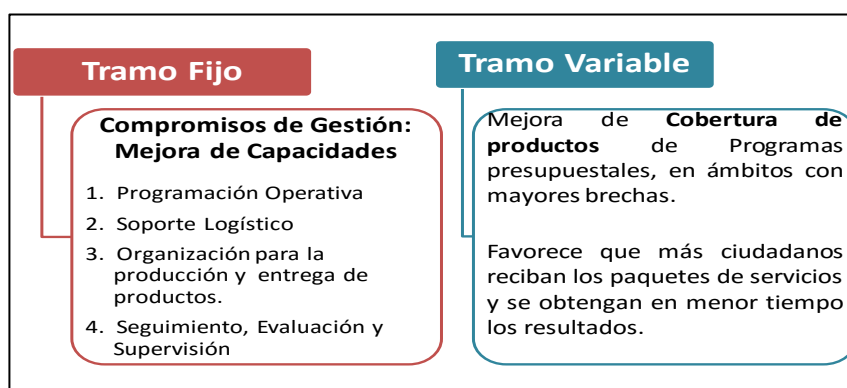 Tramo Fijo
Compromisos de Gestión:
Mejora de Capacidades
1. Programación Operativa
2. Soporte Logístico
3. Organización para la
producción y entrega de
productos.
4. Seguimiento, Evaluación y
Supervisión
Tramo Variable
Mejora de Cobertura de
productos de Programas
presupuestales, en ámbitos con
mayores brechas.
Favorece que más ciudadanos
reciban los paquetes de servicios
y se obtengan en menor tiempo
los resultados.